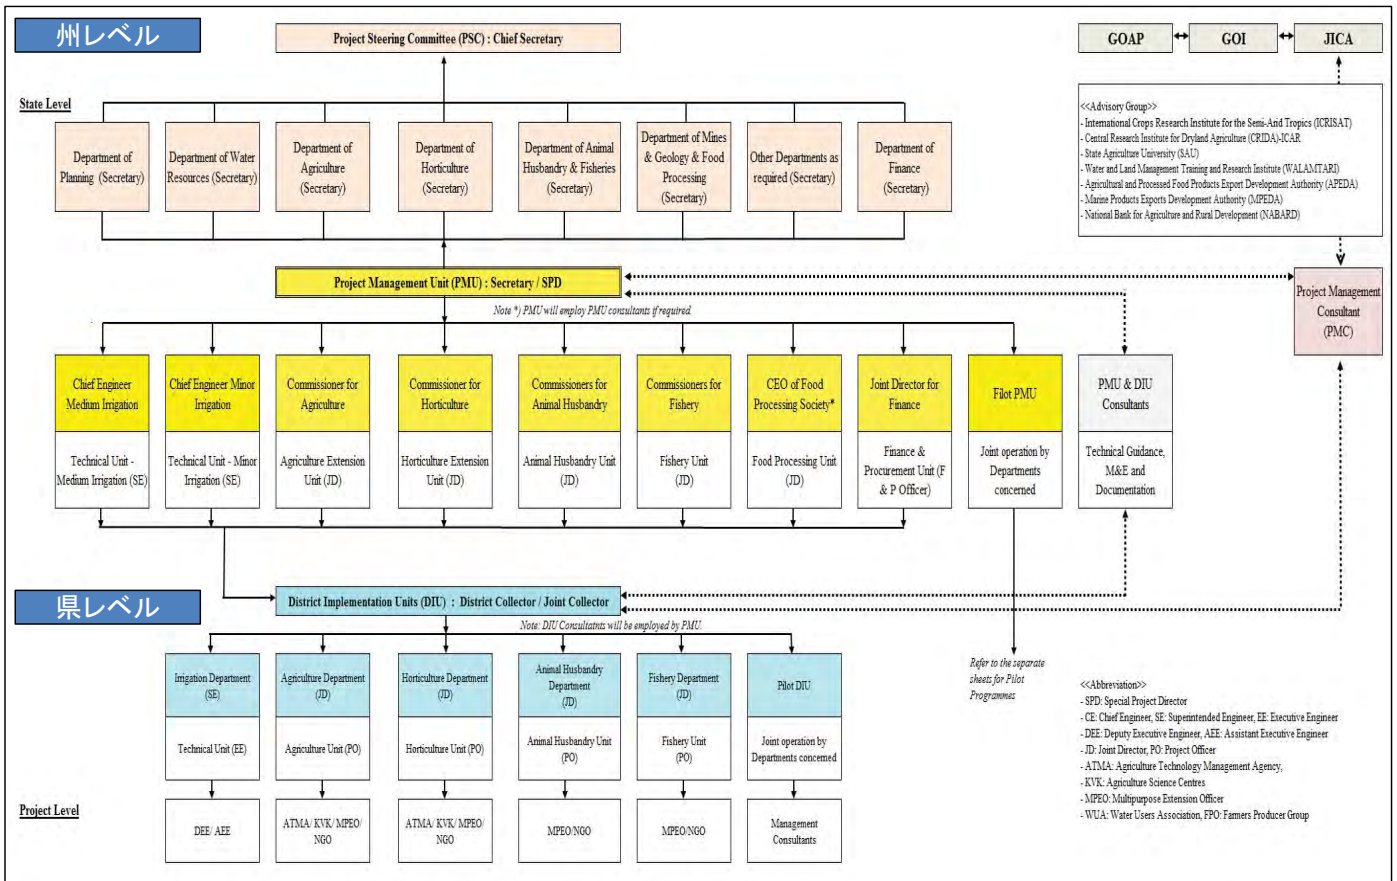 州レベル
Project Steering Committee (PSC) : Chief Secretary
GOAP
GOI
JICA
State Level
<<Advisory Group>>
- International Crops Research Institute for the Semi-Arid Tropics (ICRISAT)
- Central Research Institute for Dryland Agriculture (CRIDA)-ICAR
- State Agriculture University (SAU)
- Water and Land Management Training and Research Institute (WALAMTARI)
- Agricultural and Processed Food Products Export Development Authority (APEDA)
- Marine Products Exports Development Authority (MPEDA)
- National Bank for Agriculture and Rural Development (NABARD)
Department of
Planning (Secretary)
Department of Water
Resources (Secretary)
Department of
Agriculture
(Secretary)
Department of
Horticulture
(Secretary)
Department of Animal
Husbandry & Fisheries
(Secretary)
Department of Mines
& Geology & Food
Processing
(Secretary)
Other Departments as
required (Secretary)
Department of
Finance
(Secretary)
Project Management Unit (PMU) : Secretary / SPD
Note *) PMU will employ PMU consultants if required
Project Management
Consultant
(PMC)
Chief Engineer
Medium Irrigation
Chief Engineer Minor
Irrigation
Commissioner for
Agriculture
Commissioner for
Horticulture
Commissioners for
Animal Husbandry
Commissioners for
Fishery
CEO of Food
Processing Society*
Joint Director for
Finance
Filot PMU
PMU & DIU
Consultants
Technical Unit -
Medium Irrigation (SE)
Technical Unit - Minor
Irrigation (SE)
Agriculture Extension
Unit (JD)
Horticulture Extension
Unit (JD)
Animal Husbandry Unit
(JD)
Fishery Unit
(JD)
Food Processing Unit
(JD)
Finance &
Procurement Unit (F
& P Officer)
Joint operation by
Departments
concerned
Technical Guidance,
M&E and
Documentation
県レベル
District Implementation Units (DIU) : District Collector / Joint Collector
Note: DIU Consultatnts will be employed by PMU.
Irrigation Department
(SE)
Agriculture Department
(JD)
Horticulture Department
(JD)
Animal Husbandry
Department
(JD)
Fishery Department
(JD)
Pilot DIU
Refer to the separate
sheets for Pilot
Programmes
Technical Unit (EE)
Agriculture Unit (PO)
Horticulture Unit (PO)
Animal Husbandry Unit
(PO)
Fishery Unit
(PO)
Joint operation by
Departments concerned
<<Abbreviation>>
- SPD: Special Project Director
- CE: Chief Engineer, SE: Superintended Engineer, EE: Executive Engineer
- DEE: Deputy Executive Engineer, AEE: Assistant Executive Engineer
- JD: Joint Director, PO: Project Officer
- ATMA: Agriculture Technology Management Agency,
- KVK: Agriculture Science Centres
- MPEO: Multipurpose Extension Officer
- WUA: Water Users Association, FPO: Farmers Producer Group
Project Level
DEE/ AEE
ATMA/ KVK/ MPEO/
NGO
ATMA/ KVK/ MPEO/
NGO
MPEO/NGO
MPEO/NGO
Management
Consultants